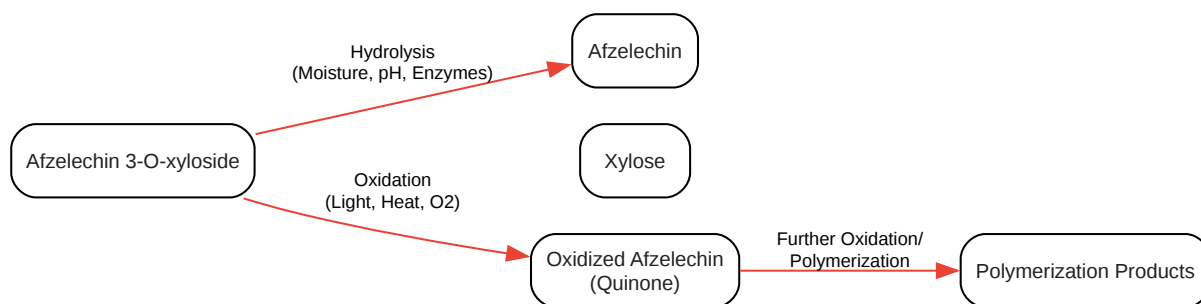 Afzelechin
Hydrolysis
(Moisture, pH, Enzymes)
Afzelechin 3-O-xyloside
Xylose
Oxidation
(Light, Heat, O2)
Oxidized Afzelechin
(Quinone)
Further Oxidation/
Polymerization
Polymerization Products